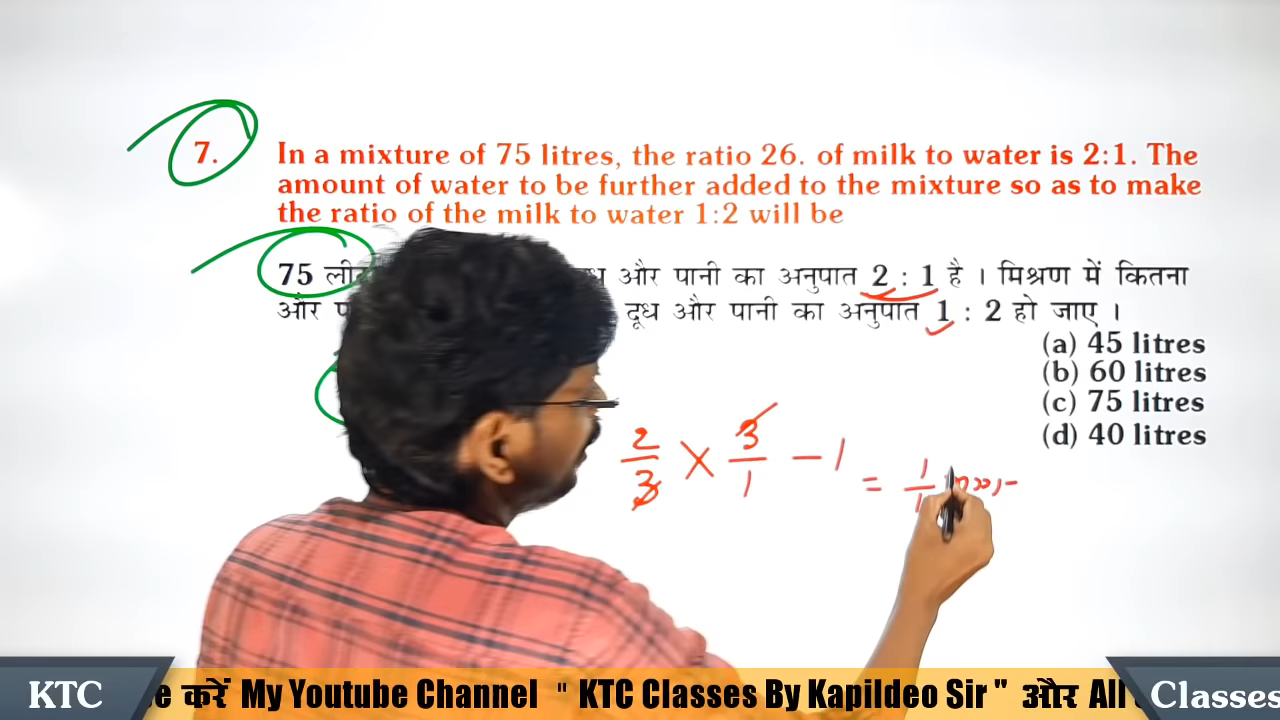 7. In a mixture of 75 litres, the ratio 26. of milk to water is 2:1. The
amount of water to be further added to the mixture so as to make
the ratio of the milk to water 1:2 will be
75 और पानी का अनुपात 2 : 1 है । मिश्रण में कितना
और दूध और पानी का अनुपात 1 : 2 हो जाए ।
(a) 45 litres
(b) 60 litres
(c) 75 litres
(d) 40 litres
2/3 × 3/1 − 1 = 1/1
KTC
करें My Youtube Channel " KTC Classes By Kapildeo Sir " और All
Classes